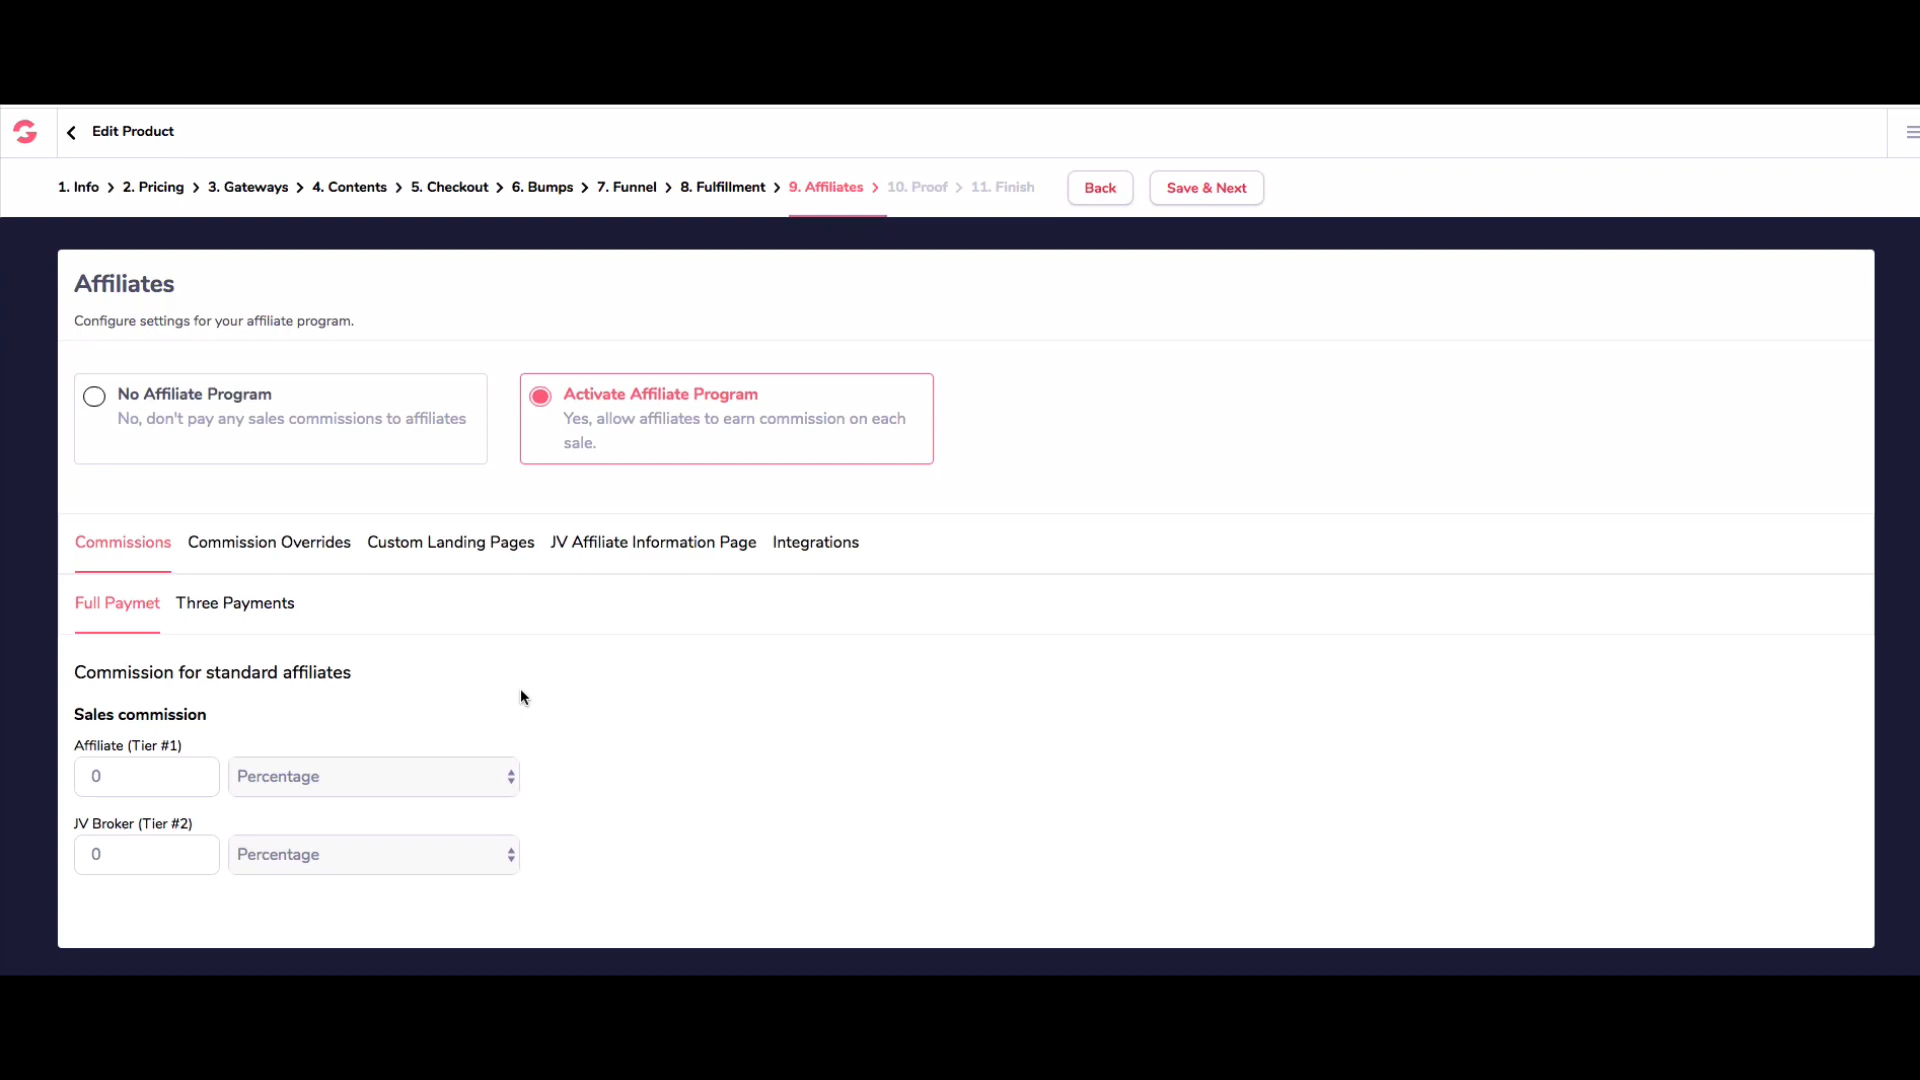 Edit Product
1. Info > 2. Pricing > 3. Gateways > 4. Contents > 5. Checkout > 6. Bumps > 7. Funnel > 8. Fulfillment > 9. Affiliates > 10. Proof > 11. Finish Back Save & Next
Affiliates
Configure settings for your affiliate program.
No Affiliate Program
No, don't pay any sales commissions to affiliates
Activate Affiliate Program
Yes, allow affiliates to earn commission on each
sale.
Commissions Commission Overrides Custom Landing Pages JV Affiliate Information Page Integrations
Full Paymet Three Payments
Commission for standard affiliates
Sales commission
Affiliate (Tier #1)
0 Percentage
JV Broker (Tier #2)
0 Percentage